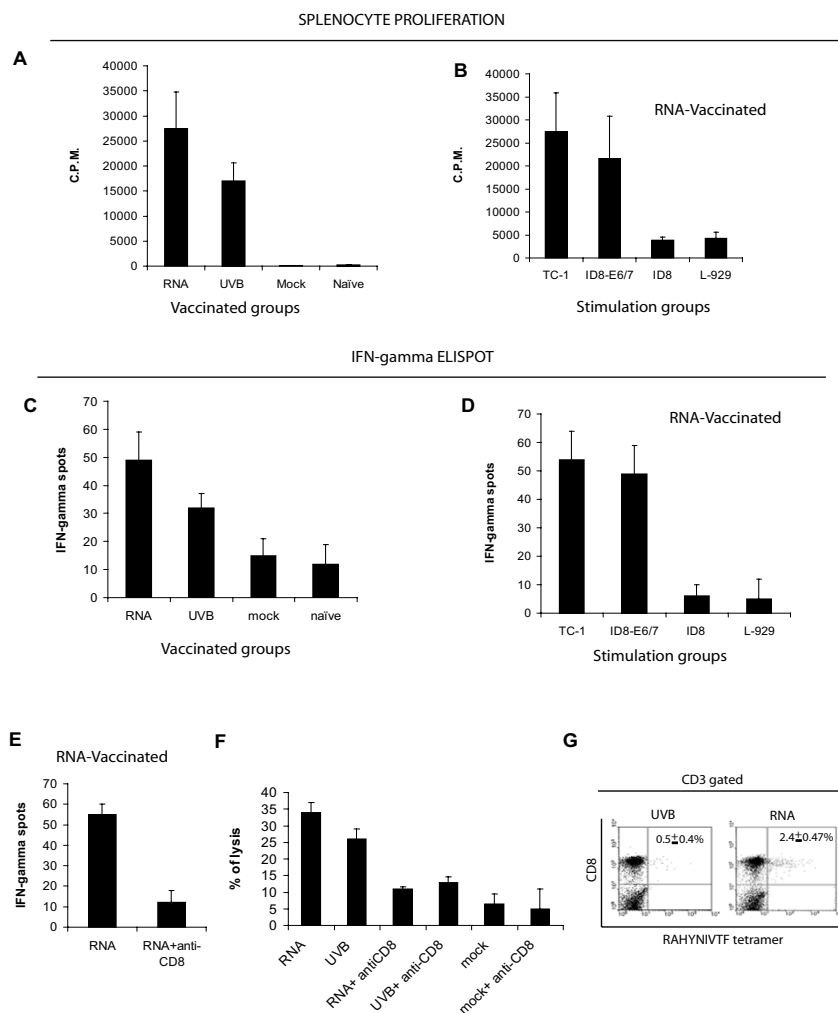 SPLENOCYTE PROLIFERATION
A
40000
35000
30000
25000
20000
15000
10000
5000
0
C.P.M.
RNA UVB Mock Naïve
Vaccinated groups
B
RNA-Vaccinated
40000
35000
30000
25000
20000
15000
10000
5000
0
C.P.M.
TC-1 ID8-E6/7 ID8 L-929
Stimulation groups
IFN-gamma ELISPOT
C
70
60
50
40
30
20
10
0
IFN-gamma spots
RNA UVB mock naïve
Vaccinated groups
D
RNA-Vaccinated
70
60
50
40
30
20
10
0
IFN-gamma spots
TC-1 ID8-E6/7 ID8 L-929
Stimulation groups
E
RNA-Vaccinated
70
60
50
40
30
20
10
0
IFN-gamma spots
RNA RNA+anti-
CD8
F
40
35
30
25
20
15
10
5
0
% of lysis
RNA
UVB
RNA+ antiCD8
UVB+ anti-CD8
mock
mock+ anti-CD8
G
CD3 gated
UVB RNA
0.5±0.4% 2.4±0.47%
CD8
RAHYNIVTF tetramer